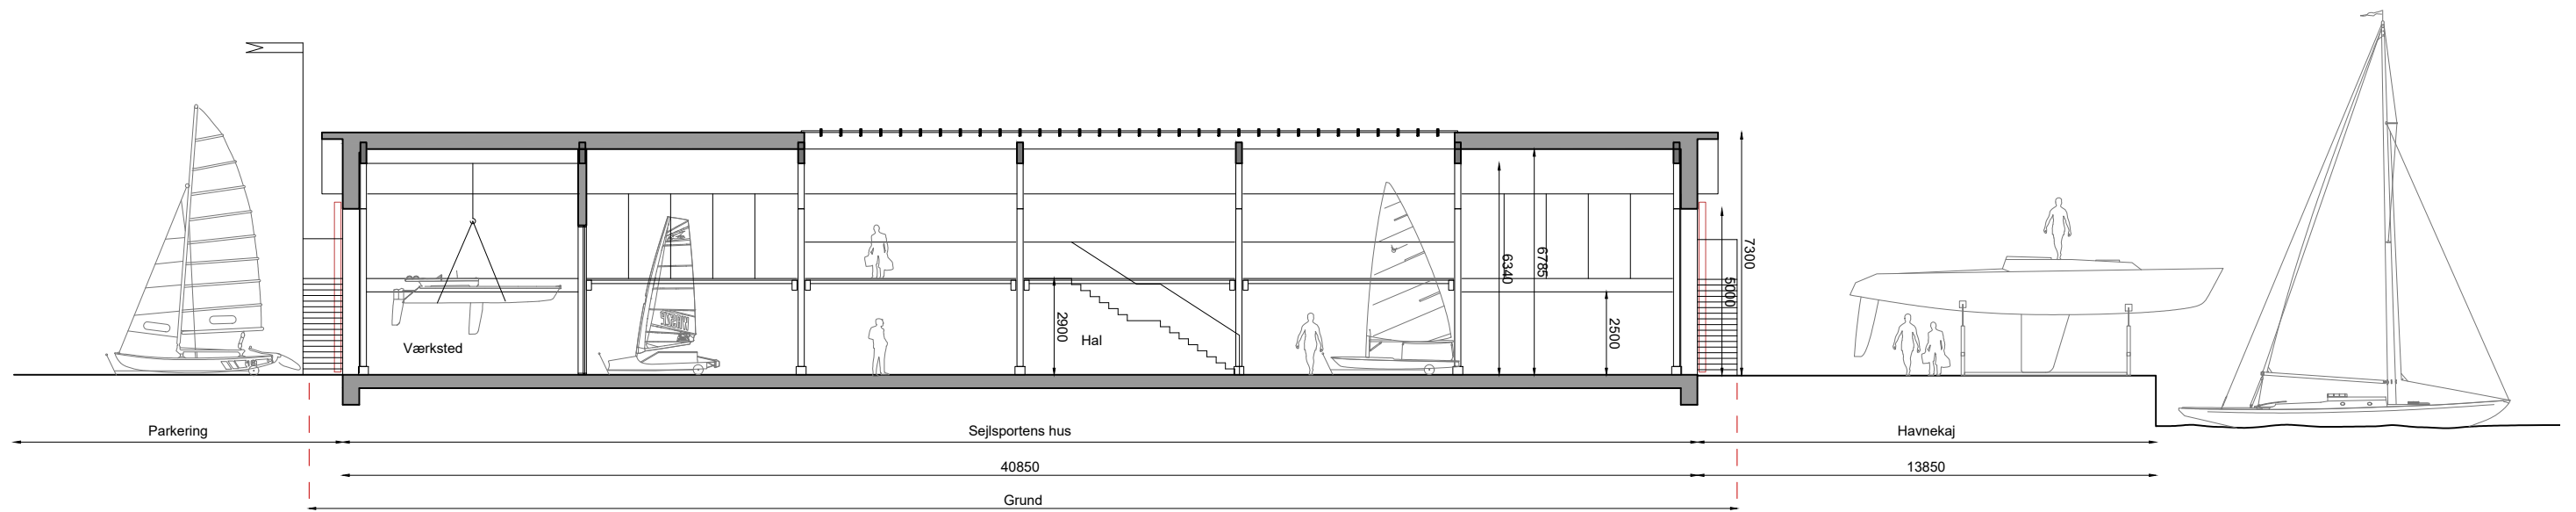 6340
6785
7300
5000
2900
2500
Værksted
Hal
Parkering
Sejlsportens hus
Havnekaj
40850
13850
Grund